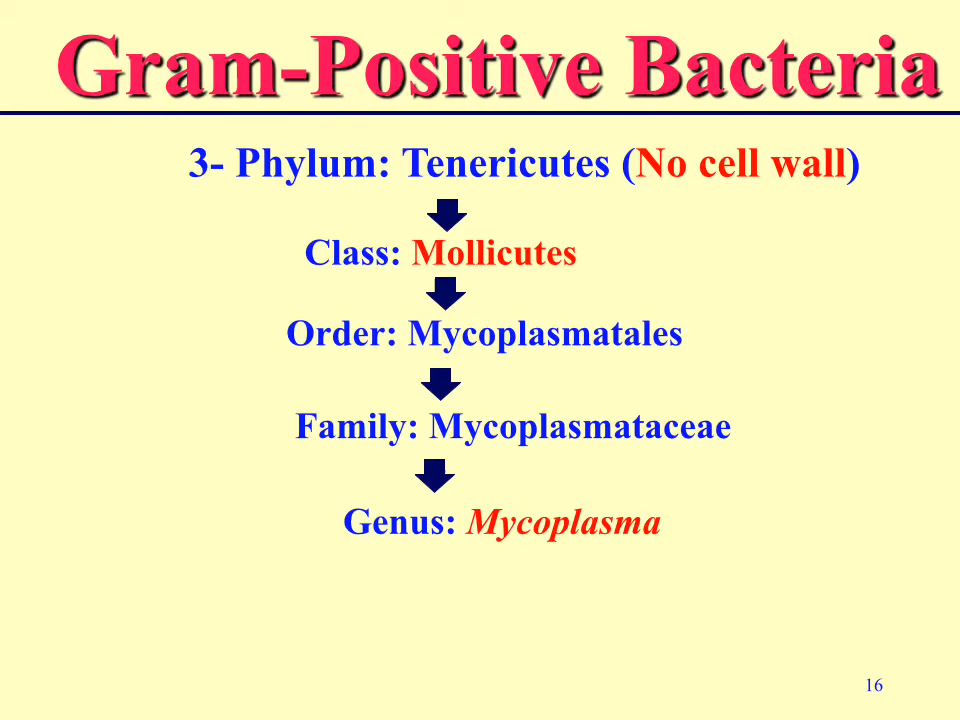 Gram-Positive Bacteria
3- Phylum: Tenericutes (No cell wall)
Class: Mollicutes
Order: Mycoplasmatales
Family: Mycoplasmataceae
Genus: Mycoplasma
16